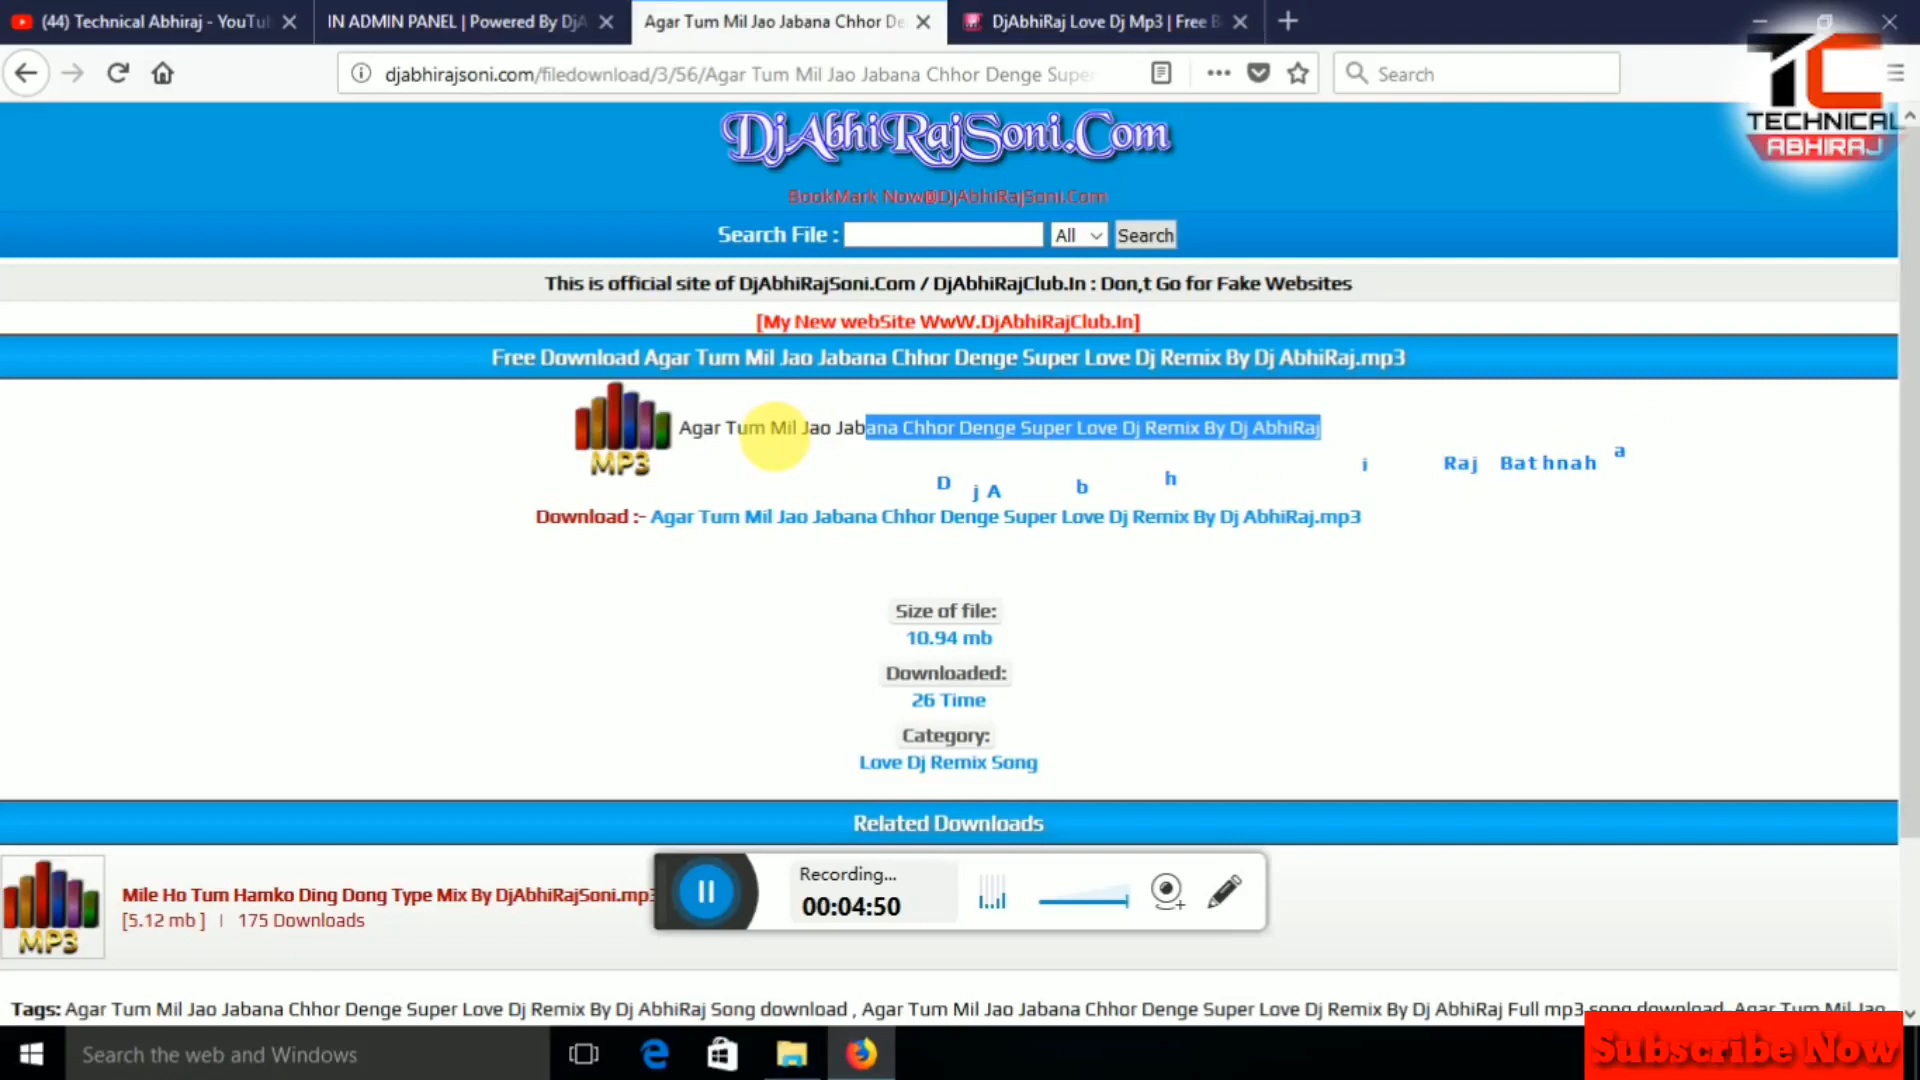 (44) Technical Abhiraj - YouTu
IN ADMIN PANEL | Powered By DjA
Agar Tum Mil Jao Jabana Chhor De
DjAbhiRaj Love Dj Mp3 | Free B
djabhirajsoni.com/filedownload/3/56/Agar Tum Mil Jao Jabana Chhor Denge Super
Search
TC
TECHNICAL
ABHIRAJ
DjAbhiRajSoni.Com
BookMark Now@DjAbhiRajSoni.Com
Search File :
All
Search
This is official site of DjAbhiRajSoni.Com / DjAbhiRajClub.In : Don,t Go for Fake Websites
[My New webSite WwW.DjAbhiRajClub.In]
Free Download Agar Tum Mil Jao Jabana Chhor Denge Super Love Dj Remix By Dj AbhiRaj.mp3
MP3
Agar Tum Mil Jao Jabana Chhor Denge Super Love Dj Remix By Dj AbhiRaj
D j A b h i Raj Bathnah a
Download :- Agar Tum Mil Jao Jabana Chhor Denge Super Love Dj Remix By Dj AbhiRaj.mp3
Size of file:
10.94 mb
Downloaded:
26 Time
Category:
Love Dj Remix Song
Related Downloads
MP3
Mile Ho Tum Hamko Ding Dong Type Mix By DjAbhiRajSoni.mp3
[5.12 mb ] | 175 Downloads
Recording...
00:04:50
Tags: Agar Tum Mil Jao Jabana Chhor Denge Super Love Dj Remix By Dj AbhiRaj Song download , Agar Tum Mil Jao Jabana Chhor Denge Super Love Dj Remix By Dj AbhiRaj Full mp3 song download, Agar Tum Mil Jao
Search the web and Windows
Subscribe Now